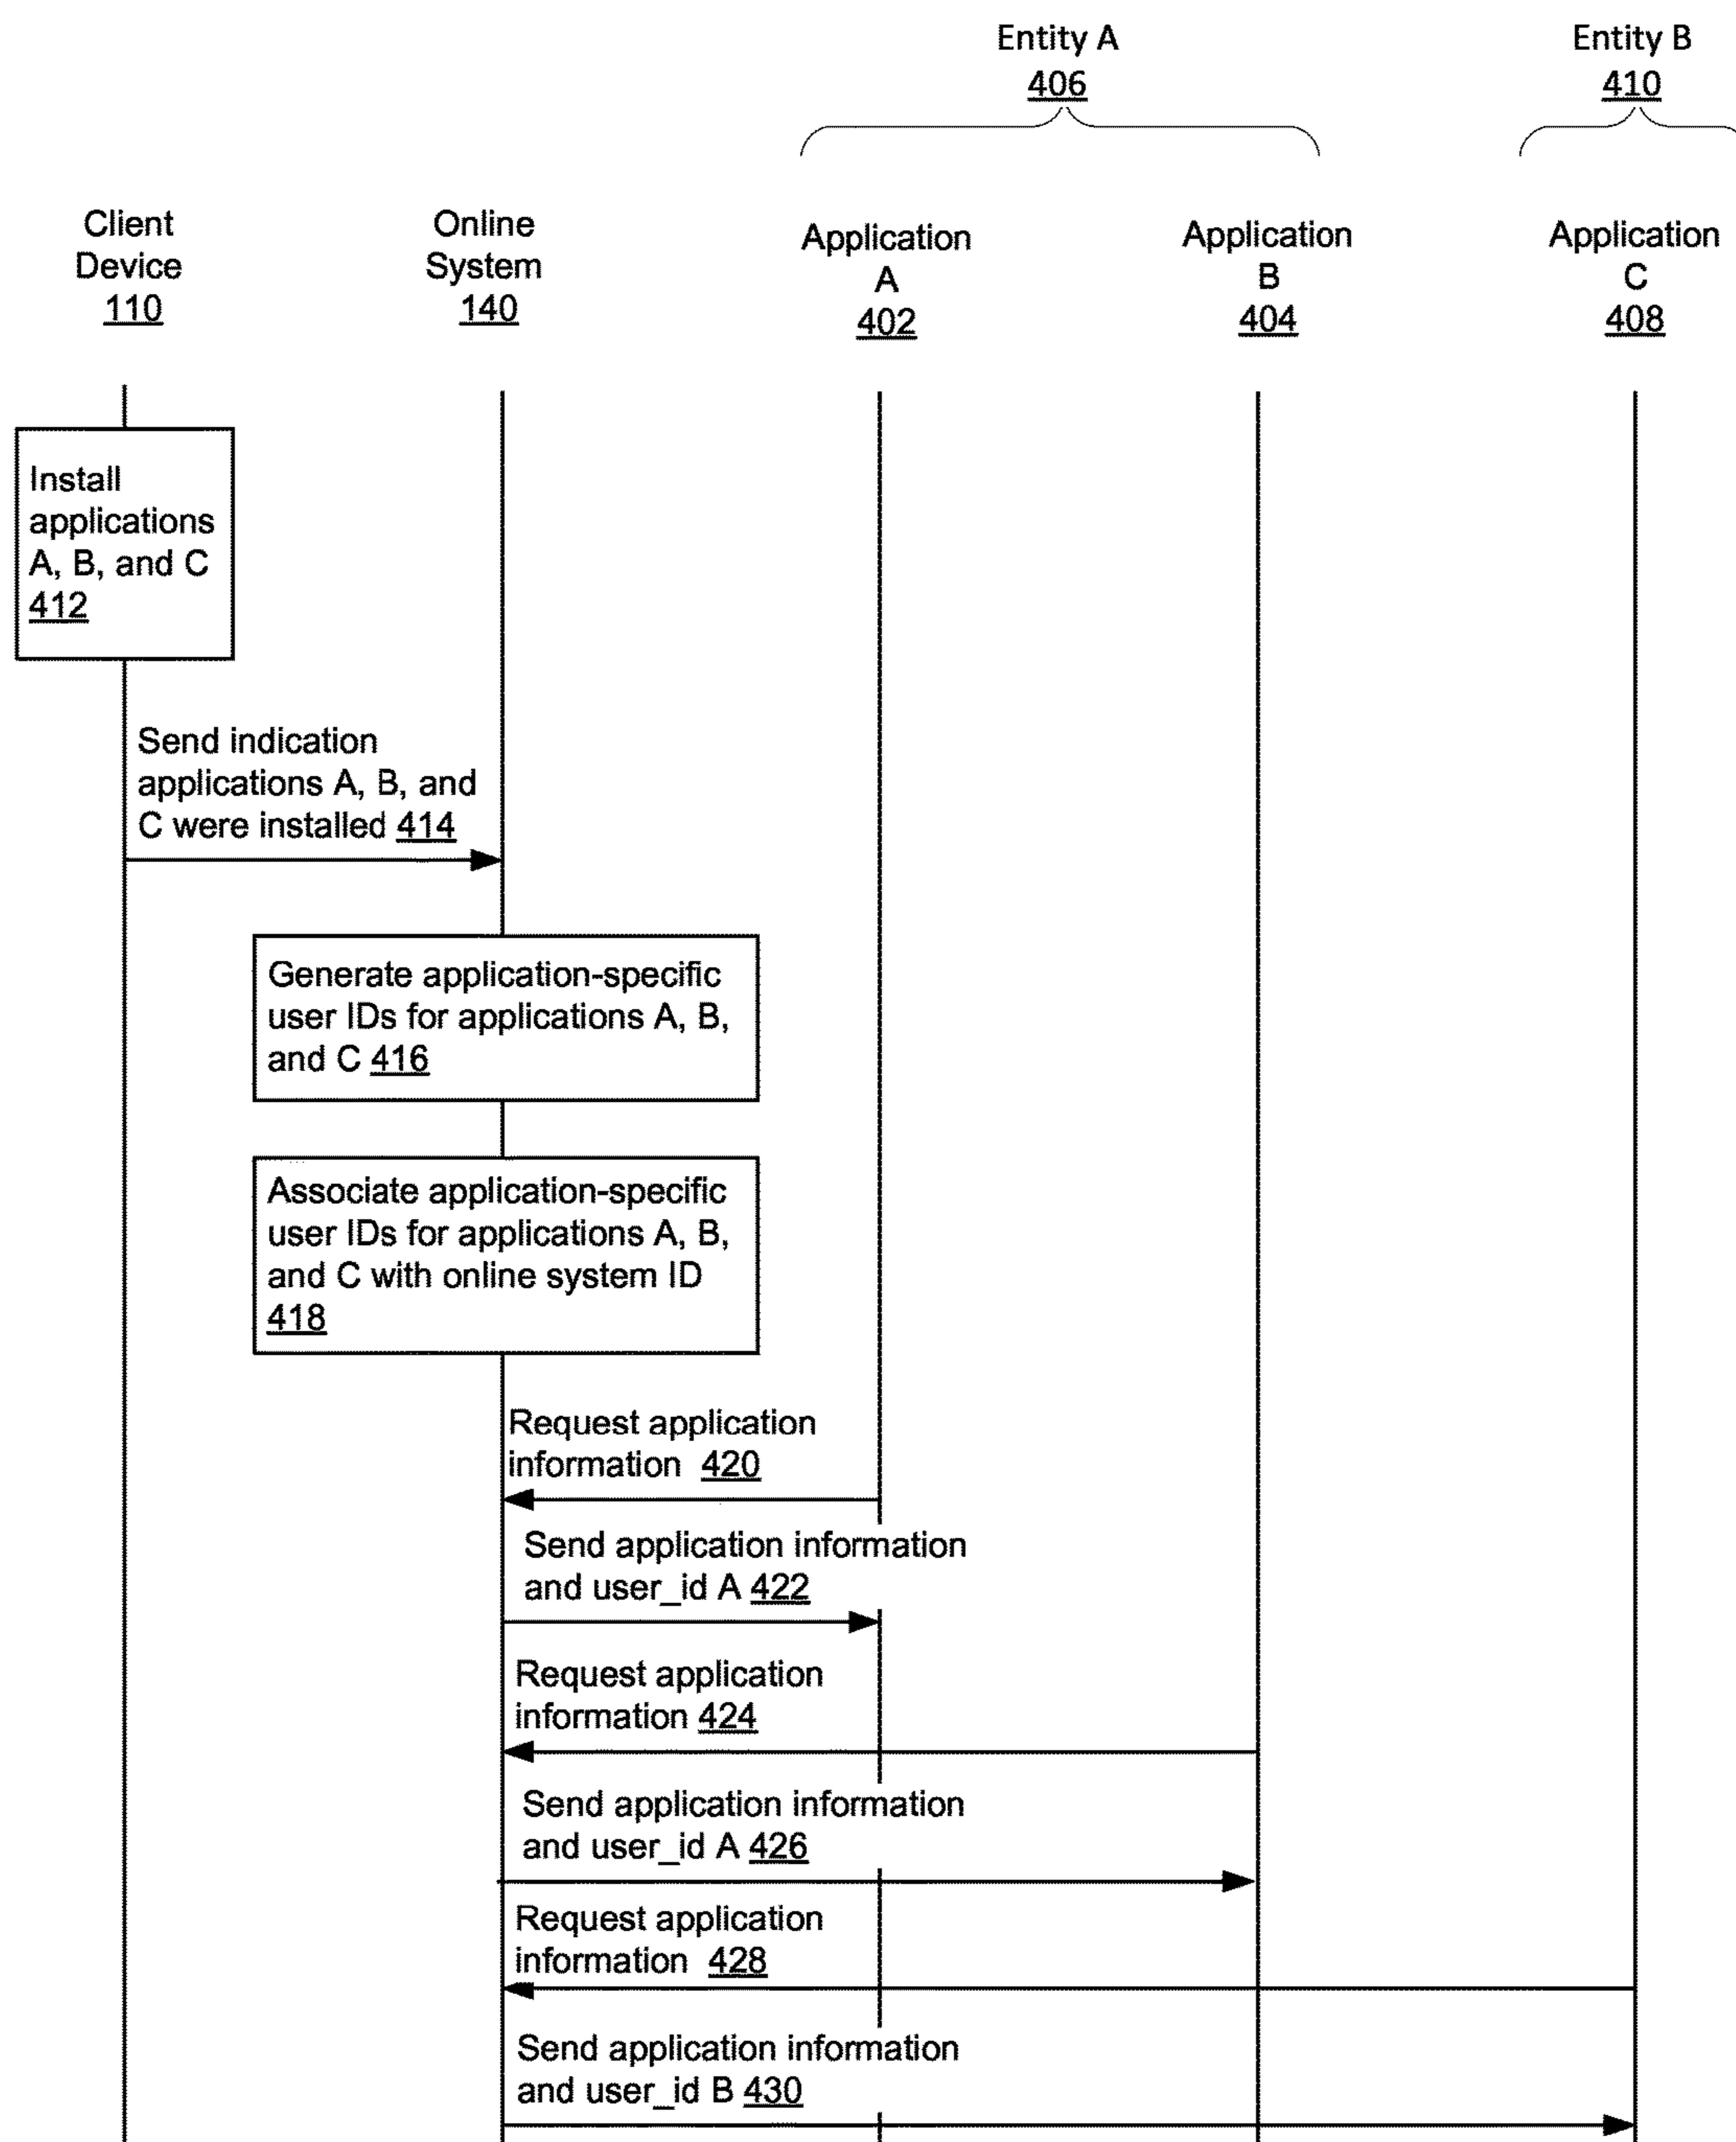 Entity A
406
Entity B
410
Client
Device
110
Online
System
140
Application
A
402
Application
B
404
Application
C
408
Install
applications
A, B, and C
412
Send indication
applications A, B, and
C were installed 414
Generate application-specific
user IDs for applications A, B,
and C 416
Associate application-specific
user IDs for applications A, B,
and C with online system ID
418
Request application
information 420
Send application information
and user_id A 422
Request application
information 424
Send application information
and user_id A 426
Request application
information 428
Send application information
and user_id B 430